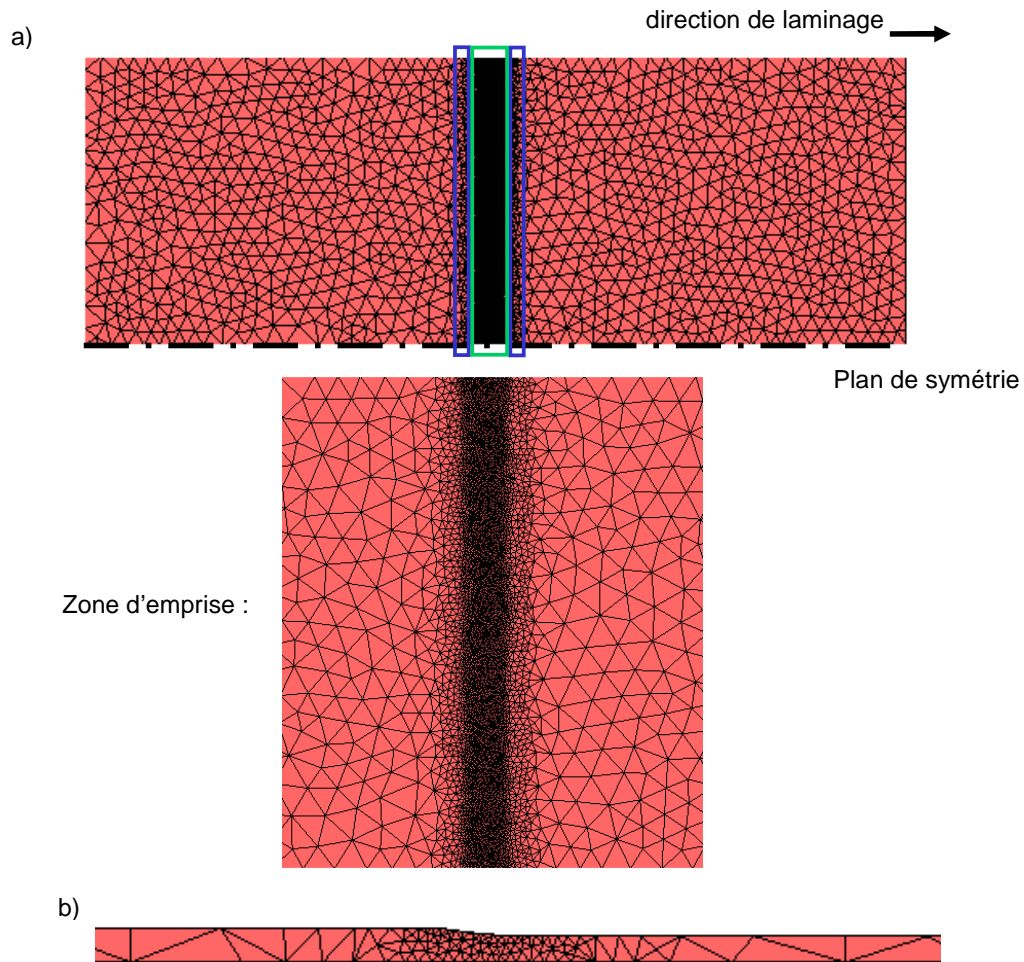 direction de laminage
a)
Plan de symétrie
Zone d'emprise :
b)